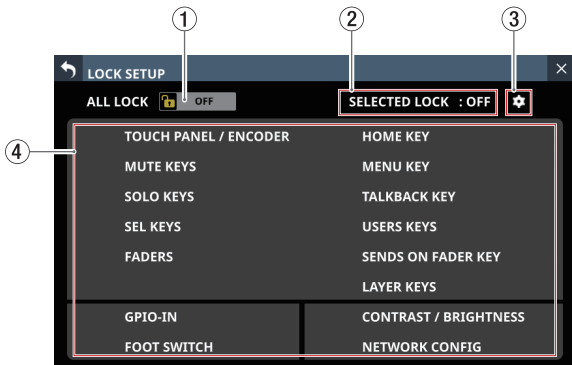 1 2 3
LOCK SETUP ×
ALL LOCK OFF SELECTED LOCK : OFF
4
TOUCH PANEL / ENCODER HOME KEY
MUTE KEYS MENU KEY
SOLO KEYS TALKBACK KEY
SEL KEYS USERS KEYS
FADERS SENDS ON FADER KEY
LAYER KEYS
GPIO-IN CONTRAST / BRIGHTNESS
FOOT SWITCH NETWORK CONFIG